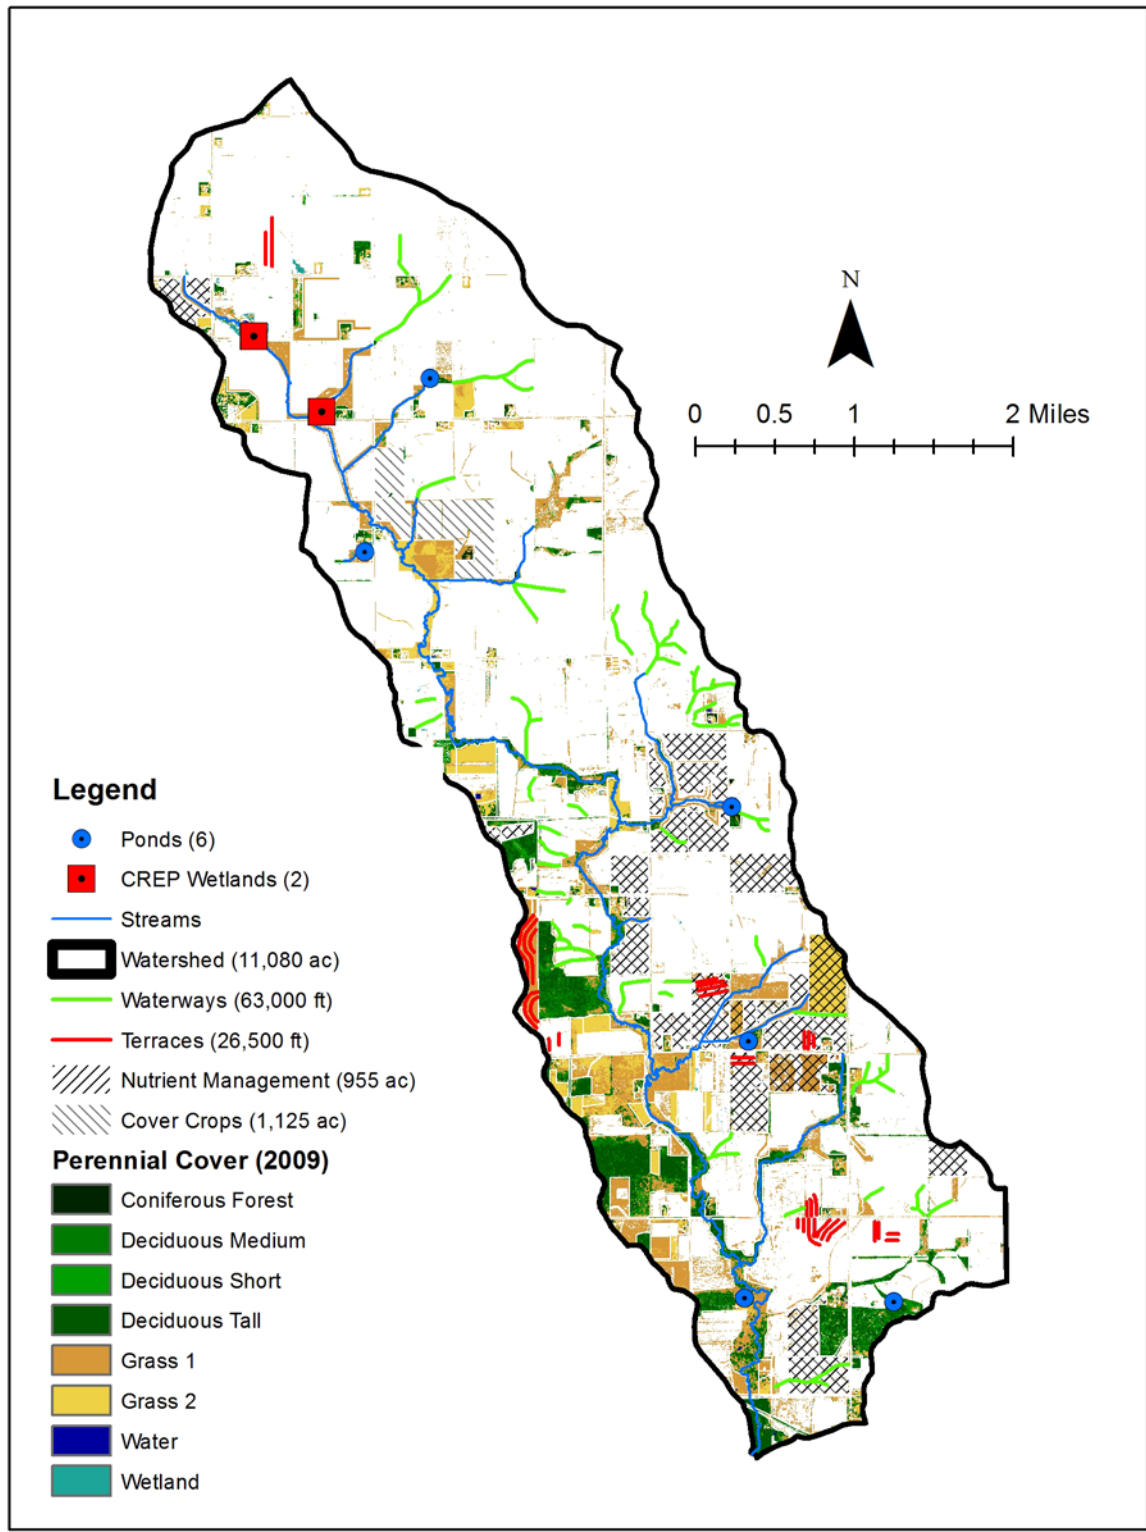 N
0 0.5 1 2 Miles
Legend
Ponds (6)
CREP Wetlands (2)
Streams
Watershed (11,080 ac)
Waterways (63,000 ft)
Terraces (26,500 ft)
Nutrient Management (955 ac)
Cover Crops (1,125 ac)
Perennial Cover (2009)
Coniferous Forest
Deciduous Medium
Deciduous Short
Deciduous Tall
Grass 1
Grass 2
Water
Wetland